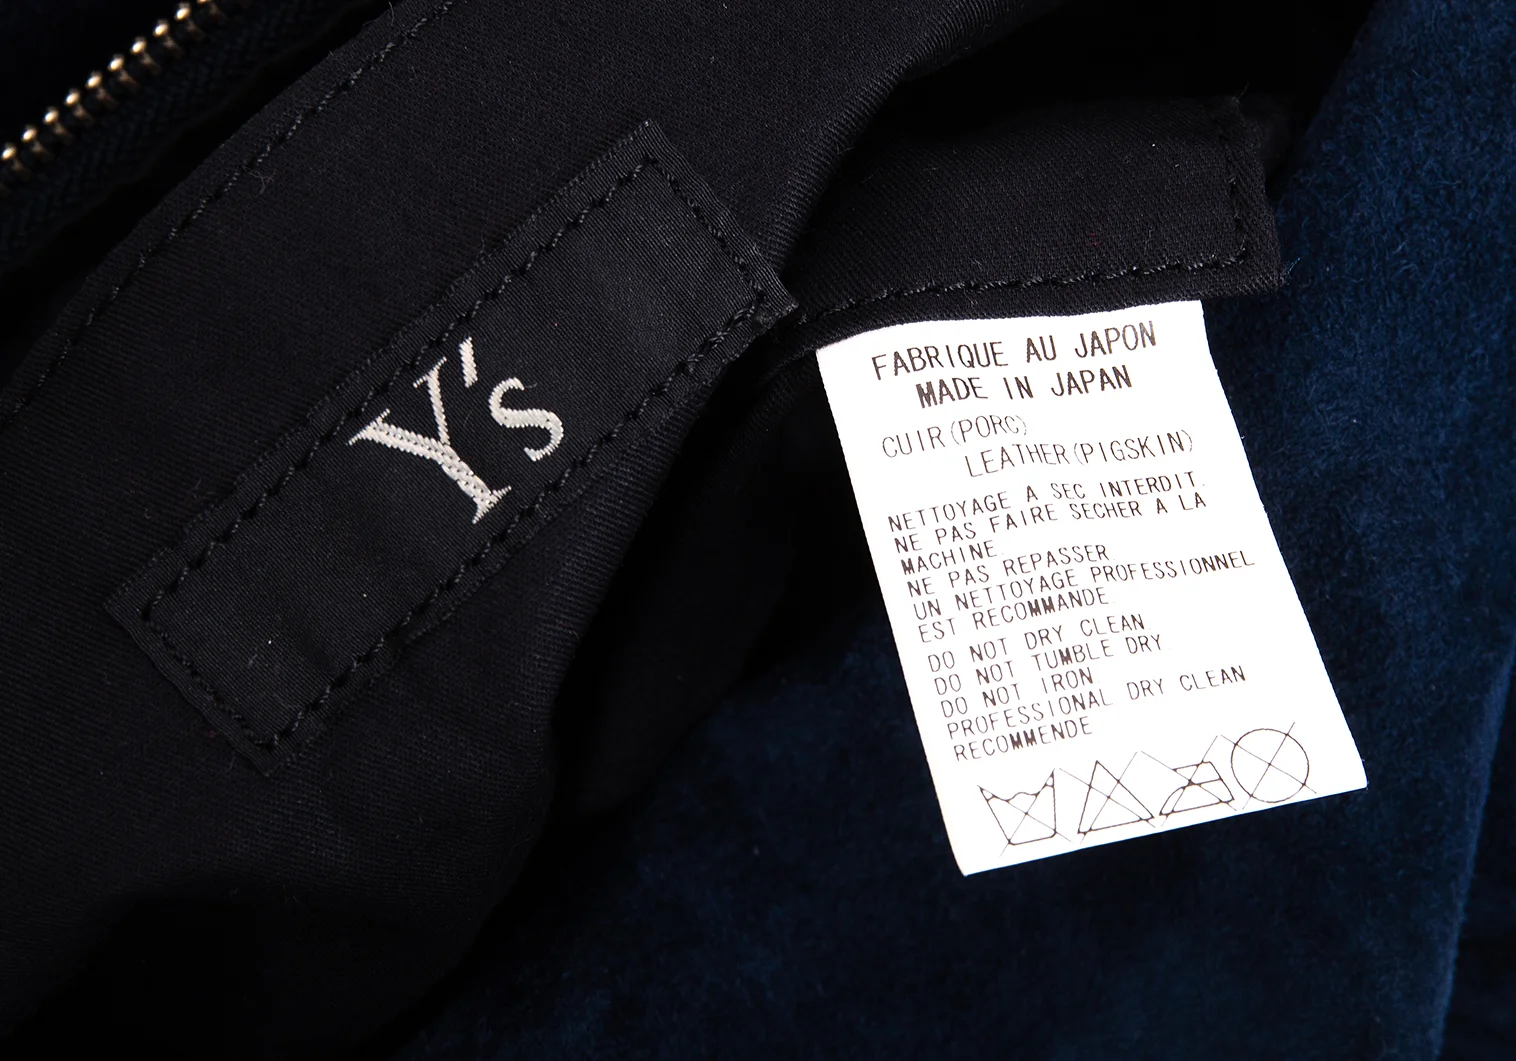 Y's
FABRIQUE AU JAPON
MADE IN JAPAN
CUIR(PORC)
LEATHER(PIGSKIN)
NETTOYAGE A SEC INTERDIT.
NE PAS FAIRE SECHER A LA
MACHINE
NE PAS REPASSER
UN NETTOYAGE PROFESSIONNEL
EST RECOMMANDE
DO NOT DRY CLEAN
DO NOT TUMBLE DRY
DO NOT IRON
PROFESSIONAL DRY CLEAN
RECOMMENDE